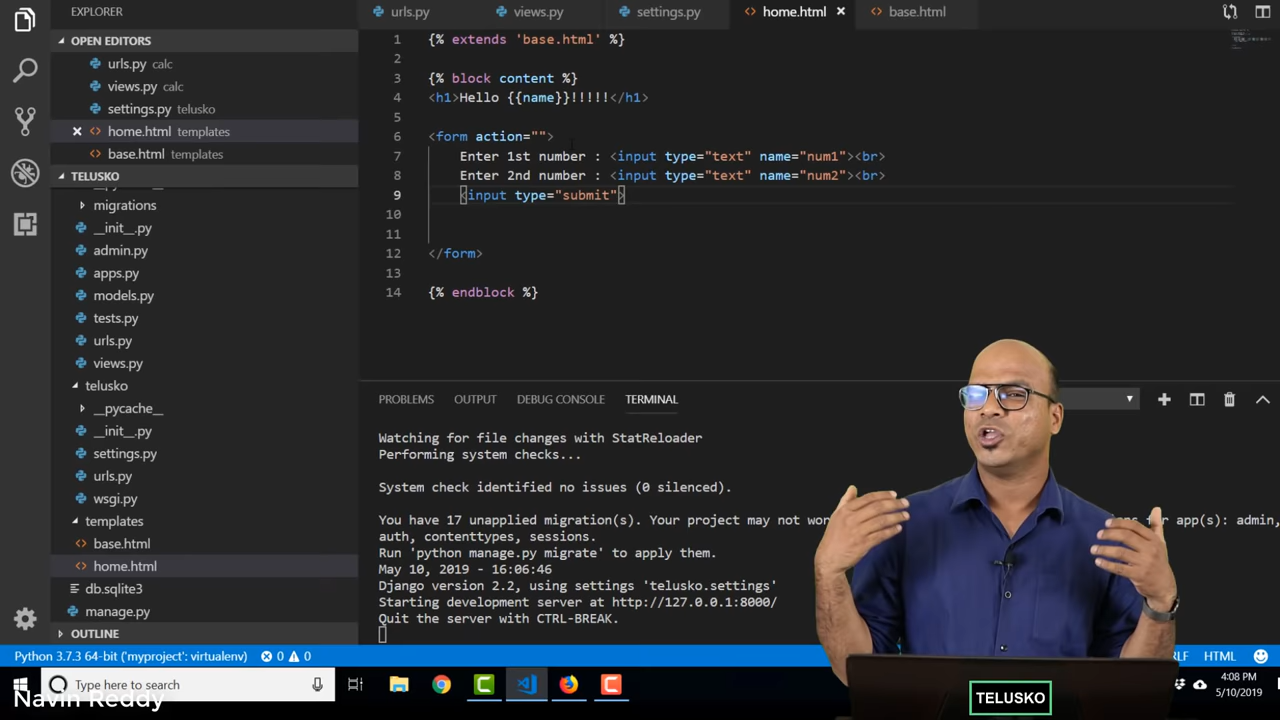 EXPLORER
OPEN EDITORS
urls.py calc
views.py calc
settings.py telusko
home.html templates
base.html templates
TELUSKO
migrations
__init__.py
admin.py
apps.py
models.py
tests.py
urls.py
views.py
telusko
__pycache__
__init__.py
settings.py
urls.py
wsgi.py
templates
base.html
home.html
db.sqlite3
manage.py
OUTLINE
urls.py
views.py
settings.py
home.html
base.html
1 {% extends 'base.html' %}
2
3 {% block content %}
4 <h1>Hello {{name}}!!!!!</h1>
5
6 <form action="">
7 Enter 1st number : <input type="text" name="num1"><br>
8 Enter 2nd number : <input type="text" name="num2"><br>
9 <input type="submit">
10
11
12 </form>
13
14 {% endblock %}
PROBLEMS OUTPUT DEBUG CONSOLE TERMINAL
Watching for file changes with StatReloader
Performing system checks...
System check identified no issues (0 silenced).
You have 17 unapplied migration(s). Your project may not wor for app(s): admin,
auth, contenttypes, sessions.
Run 'python manage.py migrate' to apply them.
May 10, 2019 - 16:06:46
Django version 2.2, using settings 'telusko.settings'
Starting development server at http://127.0.0.1:8000/
Quit the server with CTRL-BREAK.
Python 3.7.3 64-bit ('myproject': virtualenv) 0 0 HTML
Type here to search
Navin Reddy
TELUSKO
4:08 PM
5/10/2019